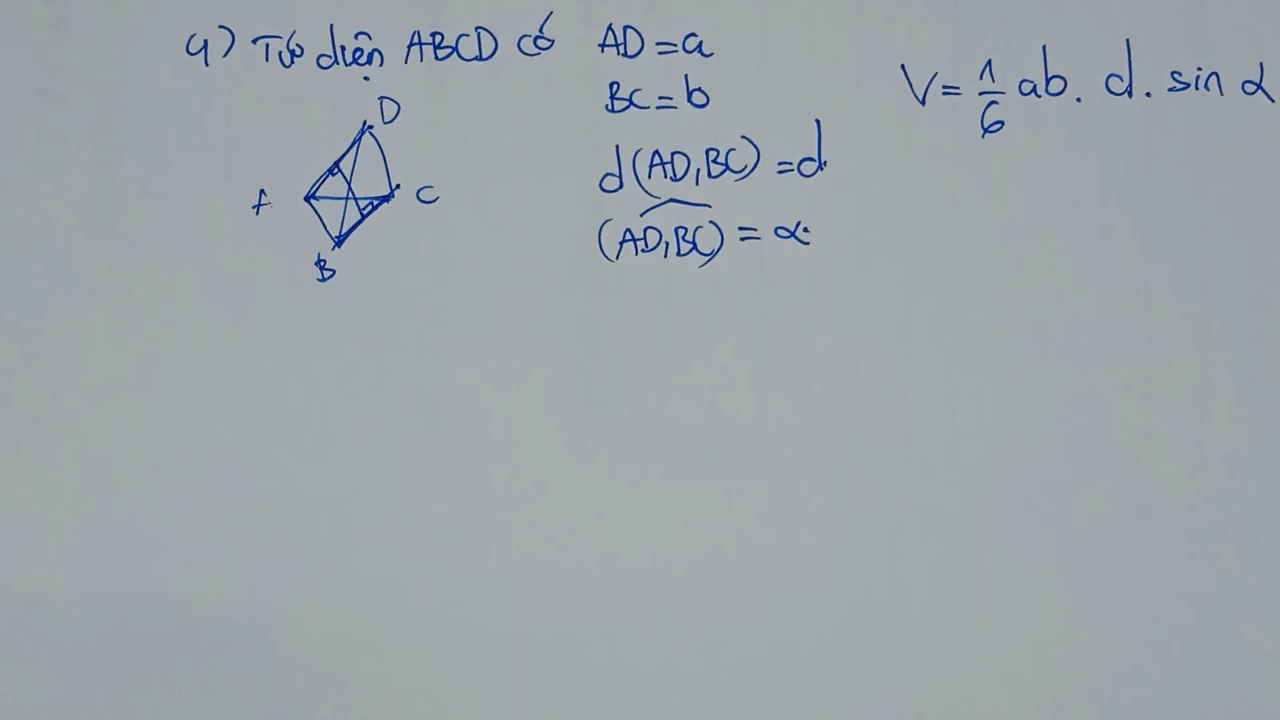 4) Tứ diện ABCD có AD = a
BC = b
d(AD, BC) = d
(AD, BC) = α
V = 1/6 ab. d. sin α
D
A
C
B